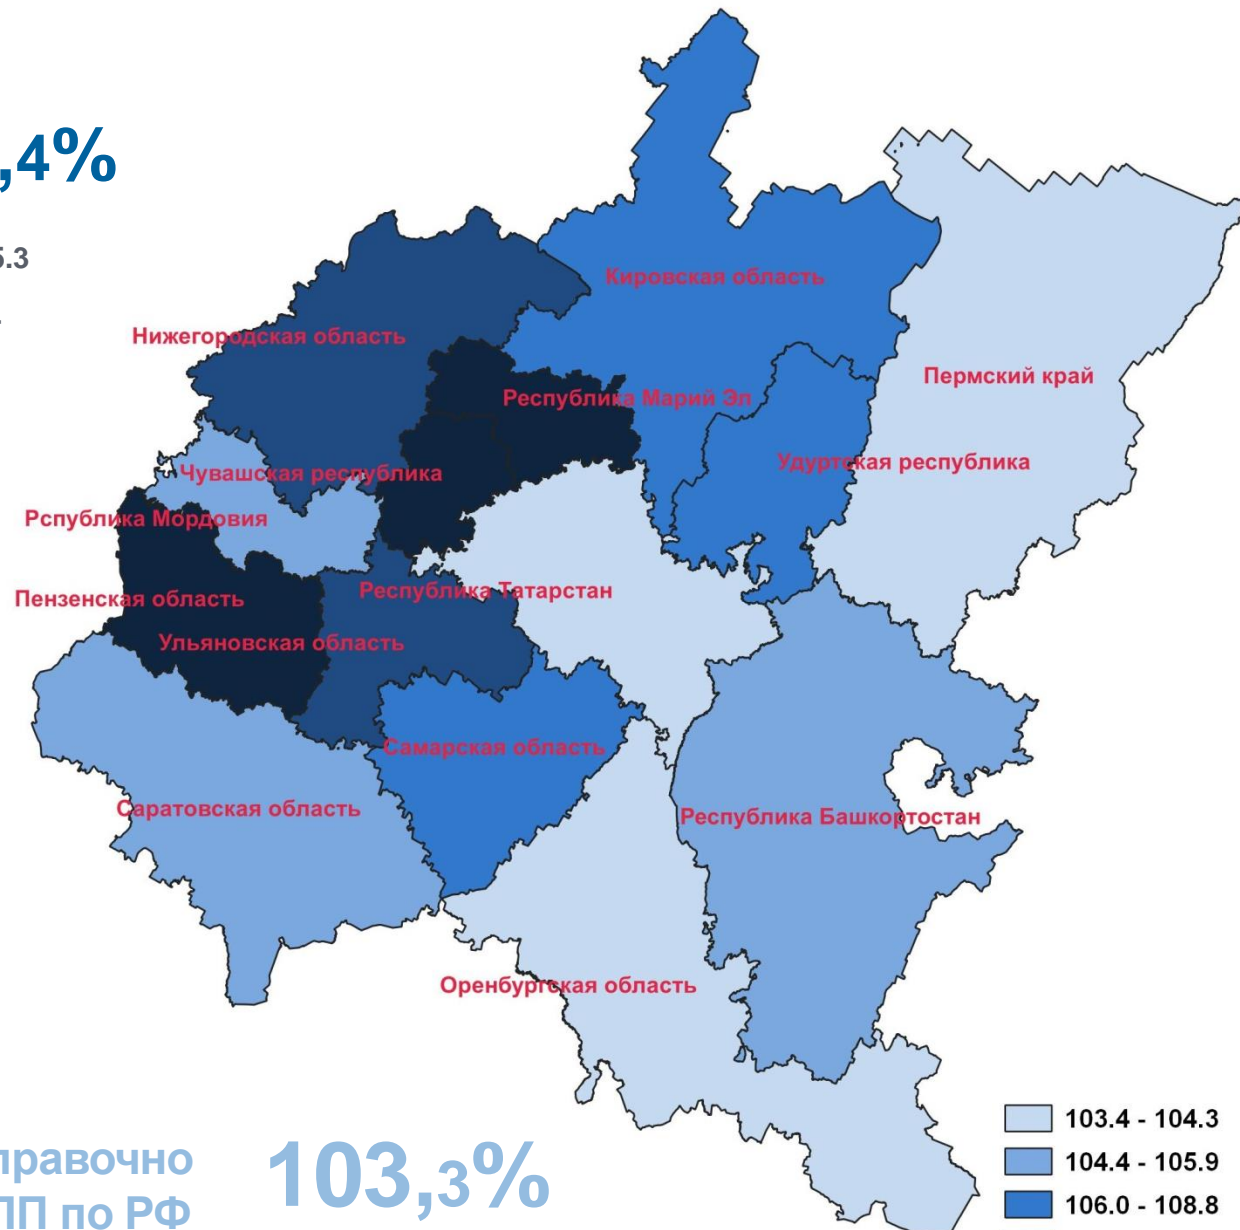 ,4%
5.3
Кировская область
Нижегородская область
Пермский край
Республика Марий Эл
Удуртская республика
Чувашская республика
Рспублика Мордовия
Республика Татарстан
Пензенская область
Ульяновская область
Самарская область
Саратовская область
Республика Башкортостан
Оренбургская область
103.4 - 104.3
104.4 - 105.9
106.0 - 108.8
правочно
ПП по РФ
103,3%